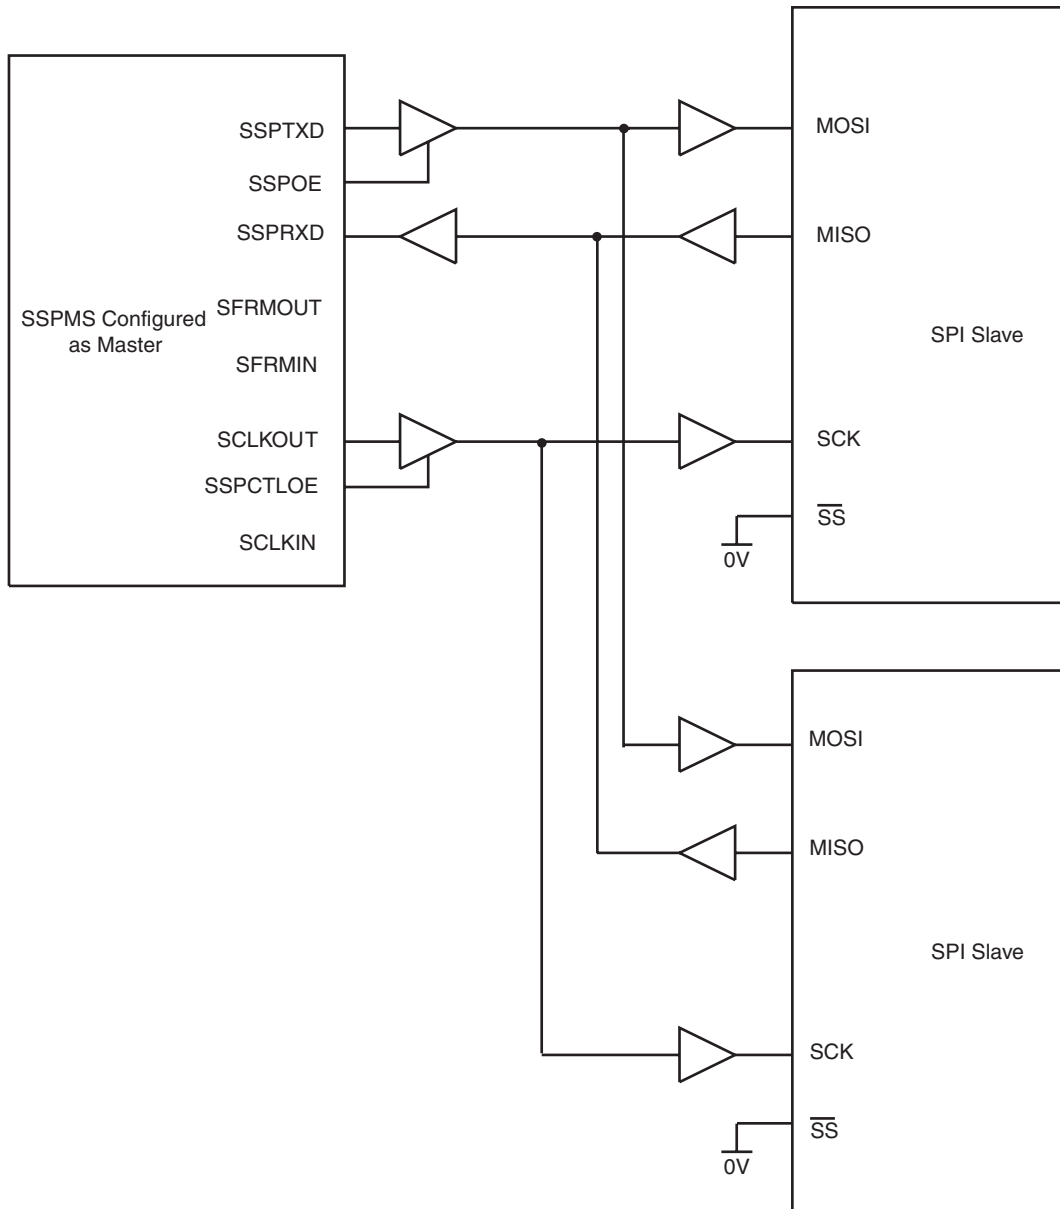 SSPTXD
SSPOE
SSPRXD
SFRMOUT
SSPMS Configured
as Master
SFRMIN
SCLKOUT
SSPCTLOE
SCLKIN
MOSI
MISO
SPI Slave
SCK
SS
0V
MOSI
MISO
SPI Slave
SCK
SS
0V